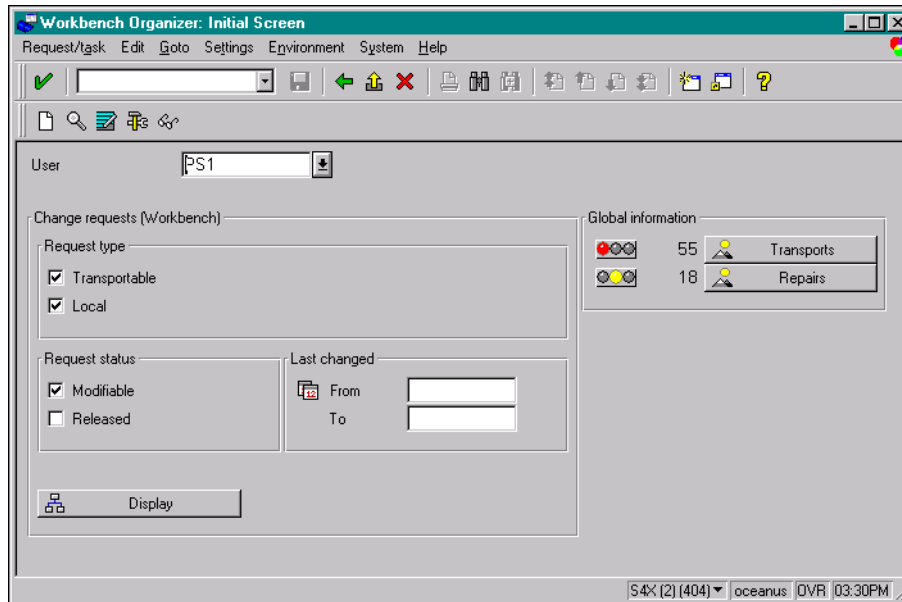 Workbench Organizer: Initial Screen
Request/task Edit Goto Settings Environment System Help
User PS1
Change requests (Workbench)
Request type
Transportable
Local
Request status
Modifiable
Released
Last changed
12 From
To
Display
Global information
55 Transports
18 Repairs
S4X (2) (404) oceanus OVR 03:30PM